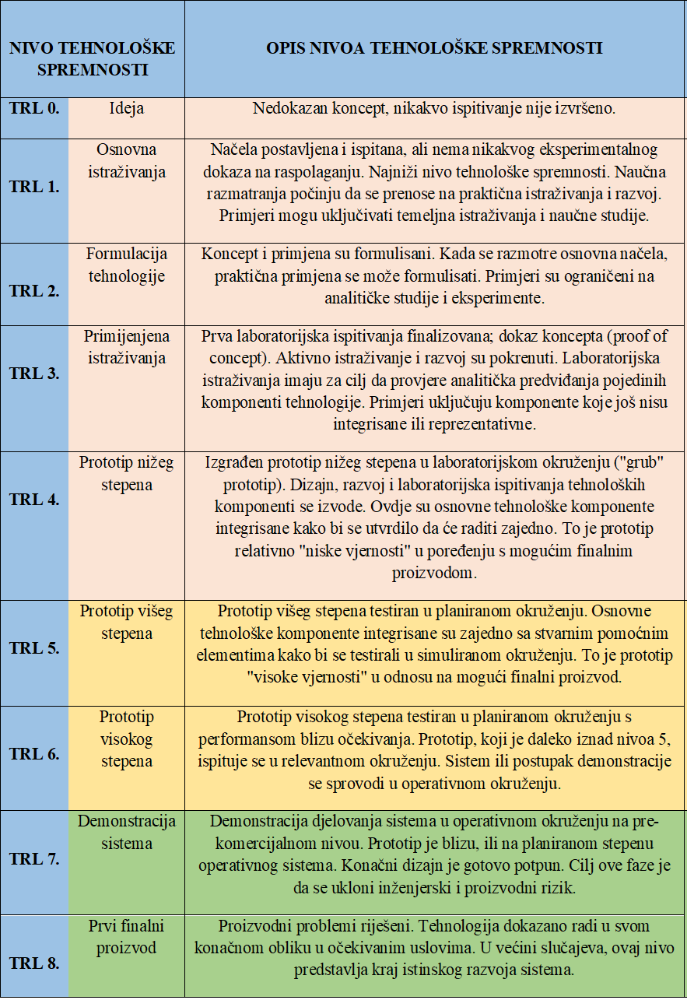 NIVO TEHNOLOŠKE
SPREMNOSTI
OPIS NIVOA TEHNOLOŠKE SPREMNOSTI
TRL 0.
Ideja
Nedokazan koncept, nikakvo ispitivanje nije izvršeno.
TRL 1.
Osnovna
istraživanja
Načela postavljena i ispitana, ali nema nikakvog eksperimentalnog
dokaza na raspolaganju. Najniži nivo tehnološke spremnosti. Naučna
razmatranja počinju da se prenose na praktična istraživanja i razvoj.
Primjeri mogu uključivati temeljna istraživanja i naučne studije.
TRL 2.
Formulacija
tehnologije
Koncept i primjena su formulisani. Kada se razmotre osnovna načela,
praktična primjena se može formulisati. Primjeri su ograničeni na
analitičke studije i eksperimente.
TRL 3.
Primijenjena
istraživanja
Prva laboratorijska ispitivanja finalizovana; dokaz koncepta (proof of
concept). Aktivno istraživanje i razvoj su pokrenuti. Laboratorijska
istraživanja imaju za cilj da provjere analitička predviđanja pojedinih
komponenti tehnologije. Primjeri uključuju komponente koje još nisu
integrisane ili reprezentativne.
TRL 4.
Prototip nižeg
stepena
Izgrađen prototip nižeg stepena u laboratorijskom okruženju ("grub"
prototip). Dizajn, razvoj i laboratorijska ispitivanja tehnoloških
komponenti se izvode. Ovdje su osnovne tehnološke komponente
integrisane kako bi se utvrdilo da će raditi zajedno. To je prototip
relativno "niske vjernosti" u poređenju s mogućim finalnim
proizvodom.
TRL 5.
Prototip višeg
stepena
Prototip višeg stepena testiran u planiranom okruženju. Osnovne
tehnološke komponente integrisane su zajedno sa stvarnim pomoćnim
elementima kako bi se testirali u simuliranom okruženju. To je prototip
"visoke vjernosti" u odnosu na mogući finalni proizvod.
TRL 6.
Prototip
visokog
stepena
Prototip visokog stepena testiran u planiranom okruženju s
performansom blizu očekivanja. Prototip, koji je daleko iznad nivoa 5,
ispituje se u relevantnom okruženju. Sistem ili postupak demonstracije
se sprovodi u operativnom okruženju.
TRL 7.
Demonstracija
sistema
Demonstracija djelovanja sistema u operativnom okruženju na pre-
komercijalnom nivou. Prototip je blizu, ili na planiranom stepenu
operativnog sistema. Konačni dizajn je gotovo potpun. Cilj ove faze je
da se ukloni inženjerski i proizvodni rizik.
TRL 8.
Prvi finalni
proizvod
Proizvodni problemi riješeni. Tehnologija dokazano radi u svom
konačnom obliku u očekivanim uslovima. U većini slučajeva, ovaj nivo
predstavlja kraj istinskog razvoja sistema.